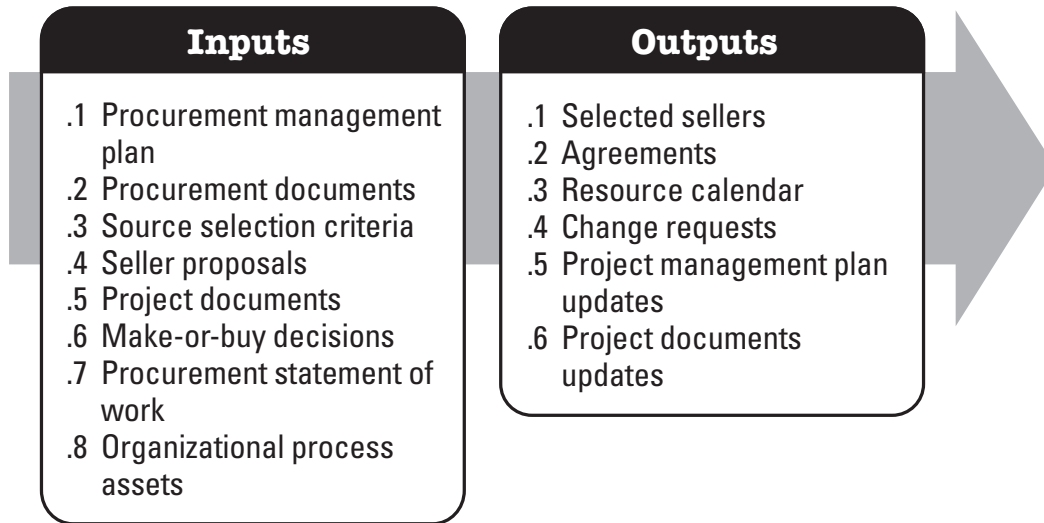 Inputs
.1 Procurement management
plan
.2 Procurement documents
.3 Source selection criteria
.4 Seller proposals
.5 Project documents
.6 Make-or-buy decisions
.7 Procurement statement of
work
.8 Organizational process
assets
Outputs
.1 Selected sellers
.2 Agreements
.3 Resource calendar
.4 Change requests
.5 Project management plan
updates
.6 Project documents
updates